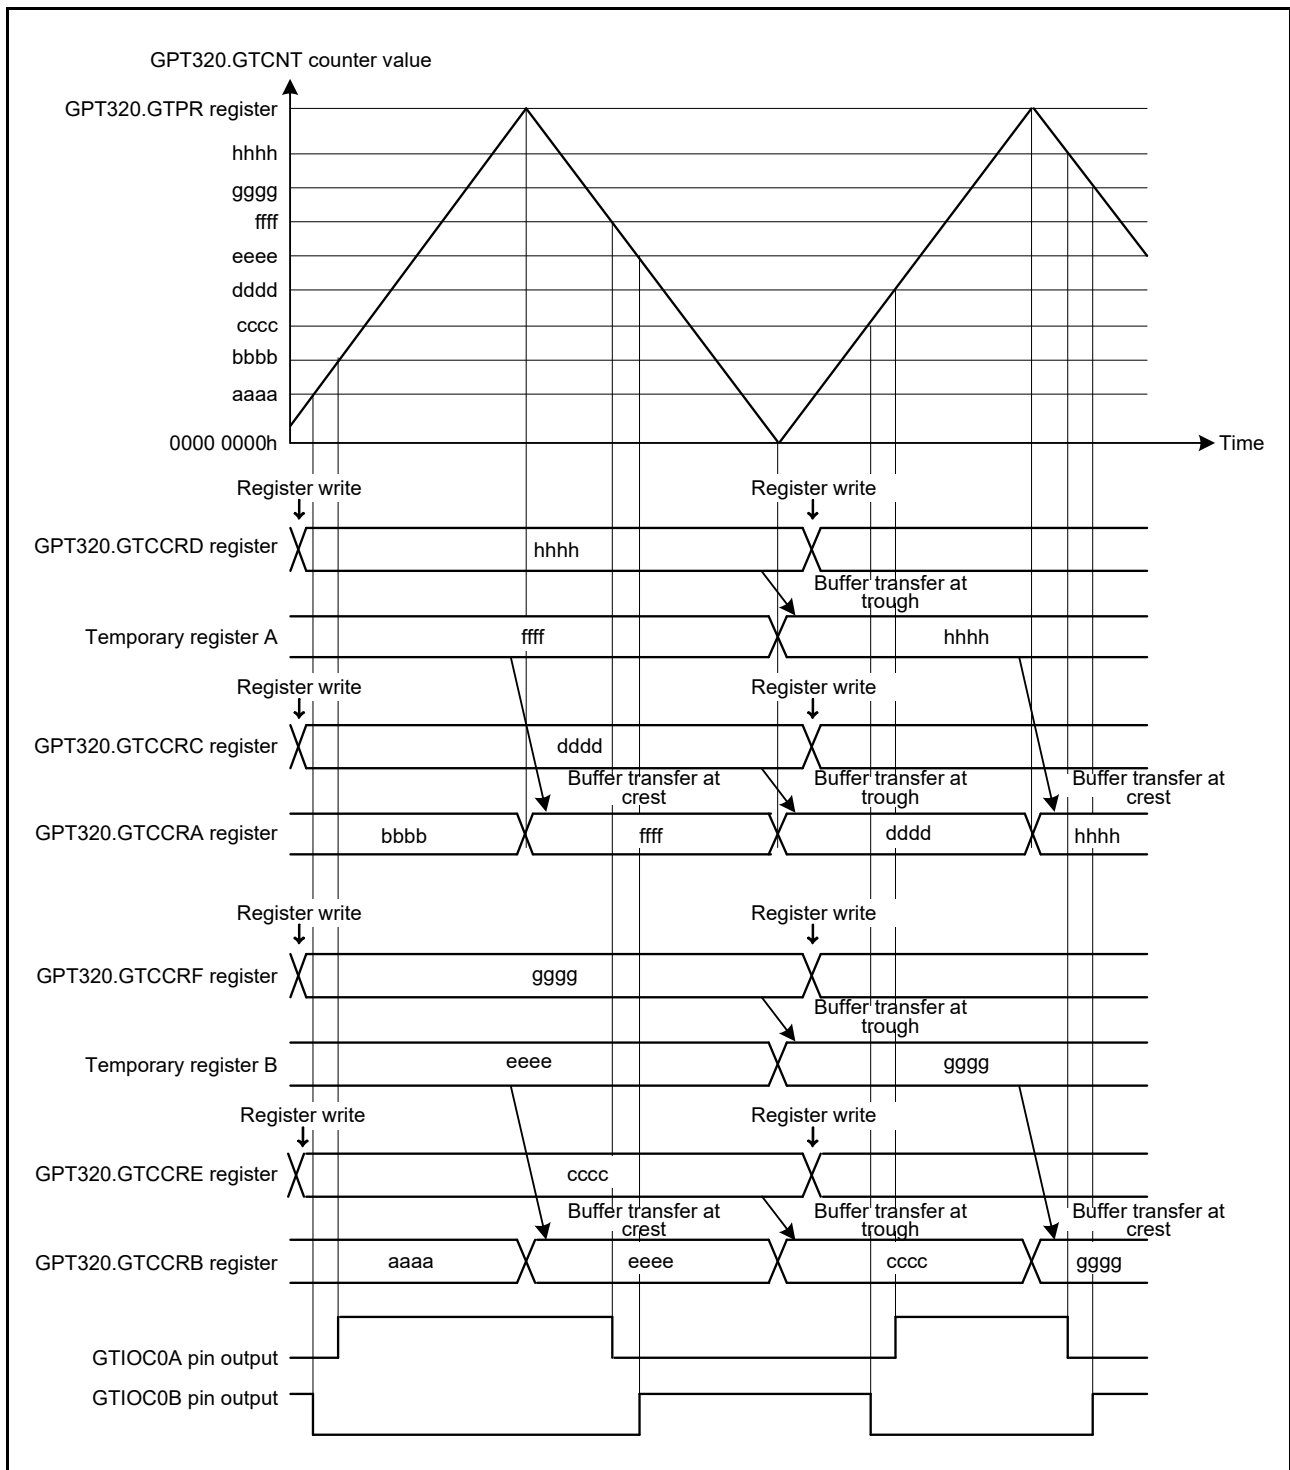 GPT320.GTCNT counter value
GPT320.GTPR register
hhhh
gggg
ffff
eeee
dddd
cccc
bbbb
aaaa
0000 0000h
Time
Register write
Register write
GPT320.GTCCRD register
hhhh
Buffer transfer at
trough
Temporary register A
ffff
hhhh
Register write
Register write
GPT320.GTCCRC register
dddd
Buffer transfer at
crest
Buffer transfer at
trough
Buffer transfer at
crest
GPT320.GTCCRA register
bbbb
ffff
dddd
hhhh
Register write
Register write
GPT320.GTCCRF register
gggg
Buffer transfer at
trough
Temporary register B
eeee
gggg
Register write
Register write
GPT320.GTCCRE register
cccc
Buffer transfer at
crest
Buffer transfer at
trough
Buffer transfer at
crest
GPT320.GTCCRB register
aaaa
eeee
cccc
gggg
GTIOC0A pin output
GTIOC0B pin output